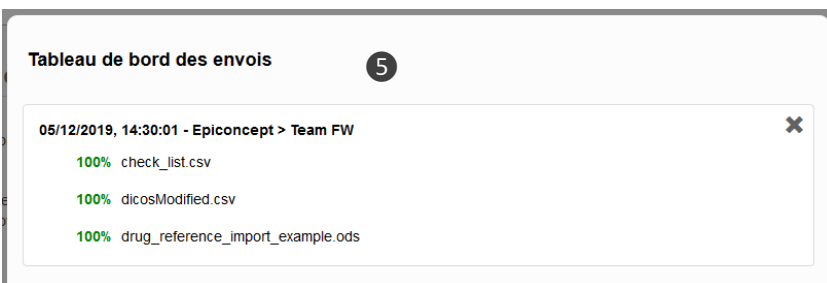 Tableau de bord des envois
5
05/12/2019, 14:30:01 - Epiconcept > Team FW
100% check_list.csv
100% dicosModified.csv
100% drug_reference_import_example.ods